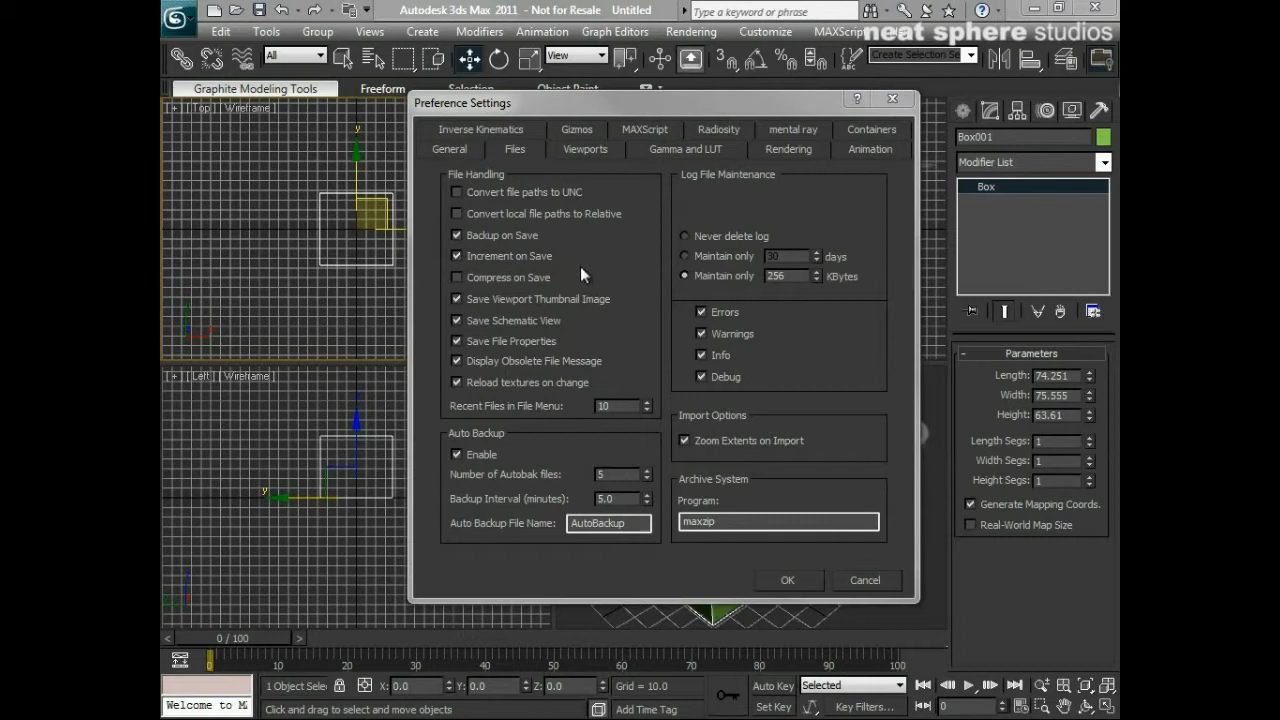 Autodesk 3ds Max 2011 - Not for Resale Untitled
Type a keyword or phrase
Edit Tools Group Views Create Modifiers Animation Graph Editors Rendering Customize MAXScript
neat sphere studios
All View Create Selection Se
Graphite Modeling Tools Freeform Selection Object Paint
[ + ] [ Top ] [ Wireframe ]
y
[ + ] [ Left ] [ Wireframe ]
y
Preference Settings
Inverse Kinematics Gizmos MAXScript Radiosity mental ray Containers
General Files Viewports Gamma and LUT Rendering Animation
File Handling
Convert file paths to UNC
Convert local file paths to Relative
Backup on Save
Increment on Save
Compress on Save
Save Viewport Thumbnail Image
Save Schematic View
Save File Properties
Display Obsolete File Message
Reload textures on change
Recent Files in File Menu: 10
Auto Backup
Enable
Number of Autobak files: 5
Backup Interval (minutes): 5.0
Auto Backup File Name: AutoBackup
Log File Maintenance
Never delete log
Maintain only 30 days
Maintain only 256 KBytes
Errors
Warnings
Info
Debug
Import Options
Zoom Extents on Import
Archive System
Program:
maxzip
OK Cancel
Box001
Modifier List
Box
Parameters
Length: 74.251
Width: 75.555
Height: 63.61
Length Segs: 1
Width Segs: 1
Height Segs: 1
Generate Mapping Coords.
Real-World Map Size
0 / 100
0 10 20 30 40 50 60 70 80 90 100
1 Object Sele X: 0.0 Y: 0.0 Z: 0.0 Grid = 10.0 Auto Key Selected
Welcome to MA Click and drag to select and move objects Add Time Tag Set Key Key Filters... 0